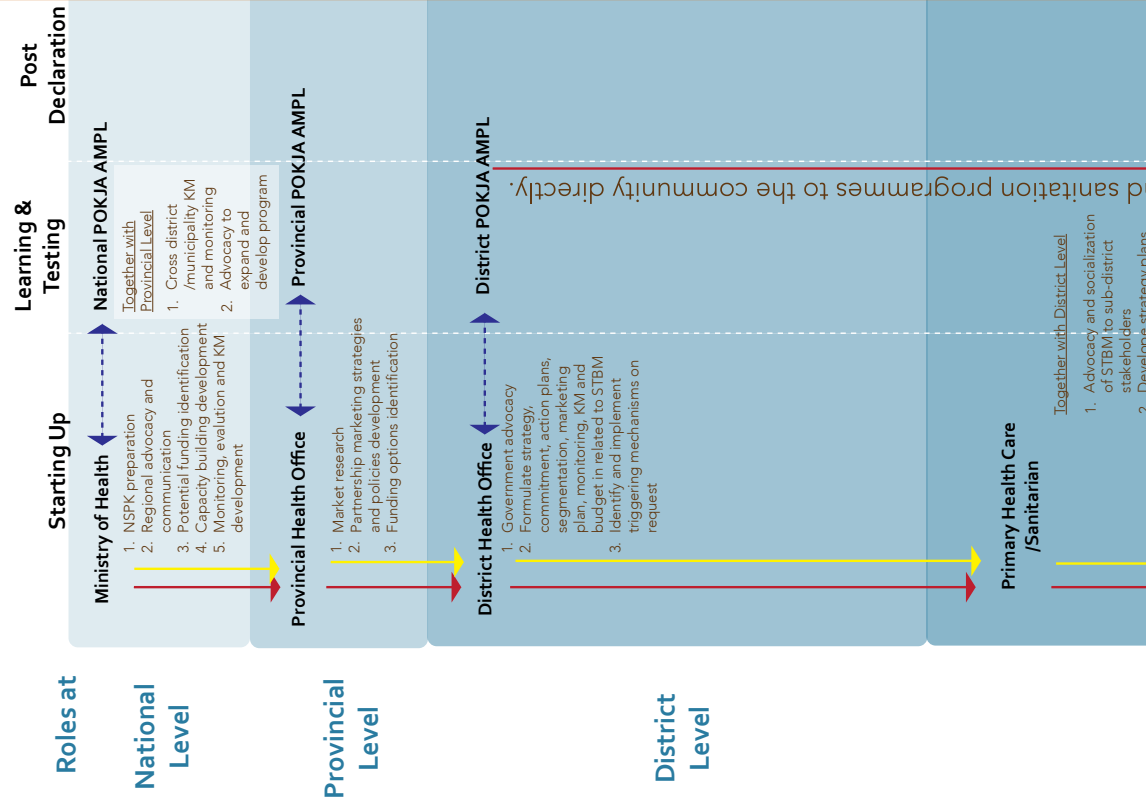 Roles at
Starting Up
Learning &
Testing
Post
Declaration
National
Level
Ministry of Health
National POKJA AMPL
1. NSPK preparation
2. Regional advocacy and
communication
3. Potential funding identification
4. Capacity building development
5. Monitoring, evalution and KM
development
Together with
Provincial Level
1. Cross district
/municipality KM
and monitoring
2. Advocacy to
expand and
develop program
Provincial
Level
Provincial Health Office
Provincial POKJA AMPL
1. Market research
2. Partnership marketing strategies
and policies development
3. Funding options identification
District
Level
District Health Office
District POKJA AMPL
1. Government advocacy
2. Formulate strategy,
commitment, action plans,
segmentation, marketing
plan, monitoring, KM and
budget in related to STBM
3. Identify and implement
triggering mechanisms on
request
sanitation programmes to the community directly.
Primary Health Care
/Sanitarian
Together with District Level
1. Advocacy and socialization
of STBM to sub-district
stakeholders
2. Develope strategy plans